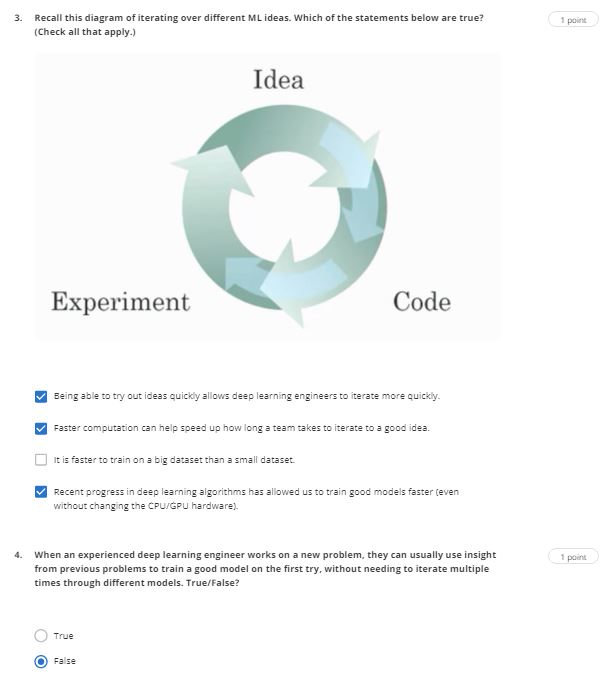 3. Recall this diagram of iterating over different ML ideas. Which of the statements below are true?
(Check all that apply.)
1 point
Idea
Experiment
Code
Being able to try out ideas quickly allows deep learning engineers to iterate more quickly.
Faster computation can help speed up how long a team takes to iterate to a good idea.
It is faster to train on a big dataset than a small dataset.
Recent progress in deep learning algorithms has allowed us to train good models faster (even
without changing the CPU/GPU hardware).
4. When an experienced deep learning engineer works on a new problem, they can usually use insight
from previous problems to train a good model on the first try, without needing to iterate multiple
times through different models. True/False?
1 point
True
False